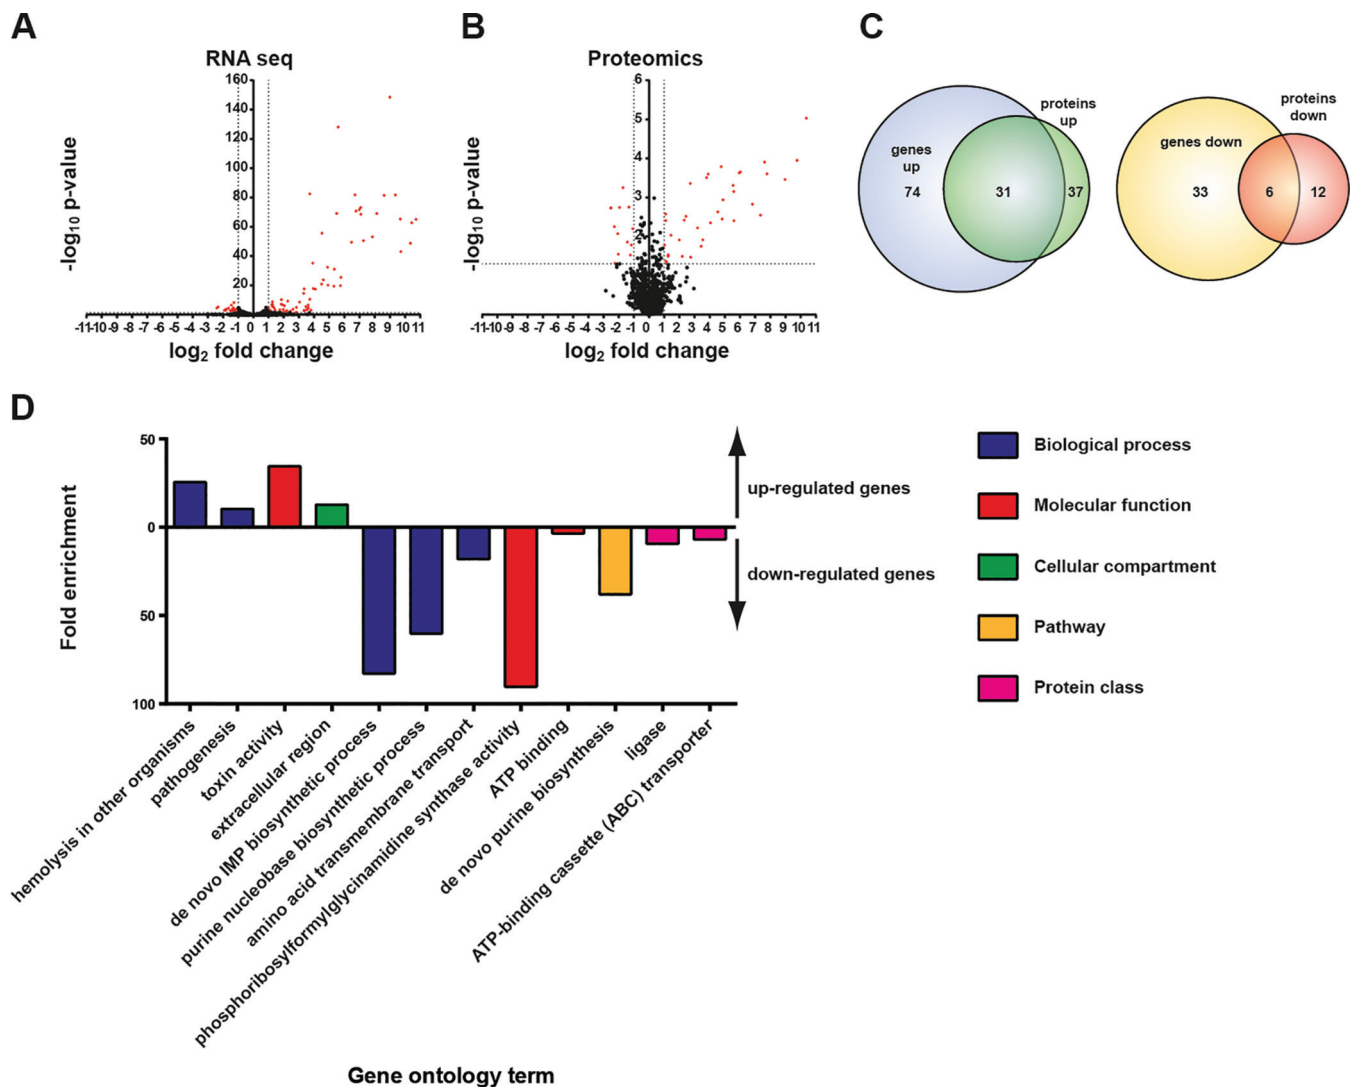 A
RNA seq
160
140
120
100
80
60
40
20
-log10 p-value
-11-10-9 -8 -7 -6 -5 -4 -3 -2 -1 0 1 2 3 4 5 6 7 8 9 10 11
log2 fold change
B
Proteomics
6
5
4
3
2
-log10 p-value
-11-10-9 -8 -7 -6 -5 -4 -3 -2 -1 0 1 2 3 4 5 6 7 8 9 10 11
log2 fold change
C
genes
up
74
31
proteins
up
37
genes down
33
6
proteins
down
12
D
Fold enrichment
50
0
50
100
up-regulated genes
down-regulated genes
Biological process
Molecular function
Cellular compartment
Pathway
Protein class
hemolysis in other organisms
pathogenesis
toxin activity
extracellular region
de novo IMP biosynthetic process
purine nucleobase biosynthetic process
amino acid transmembrane transport
phosphoribosylformylglycinamidine synthase activity
ATP binding
de novo purine biosynthesis
ligase
ATP-binding cassette (ABC) transporter
Gene ontology term